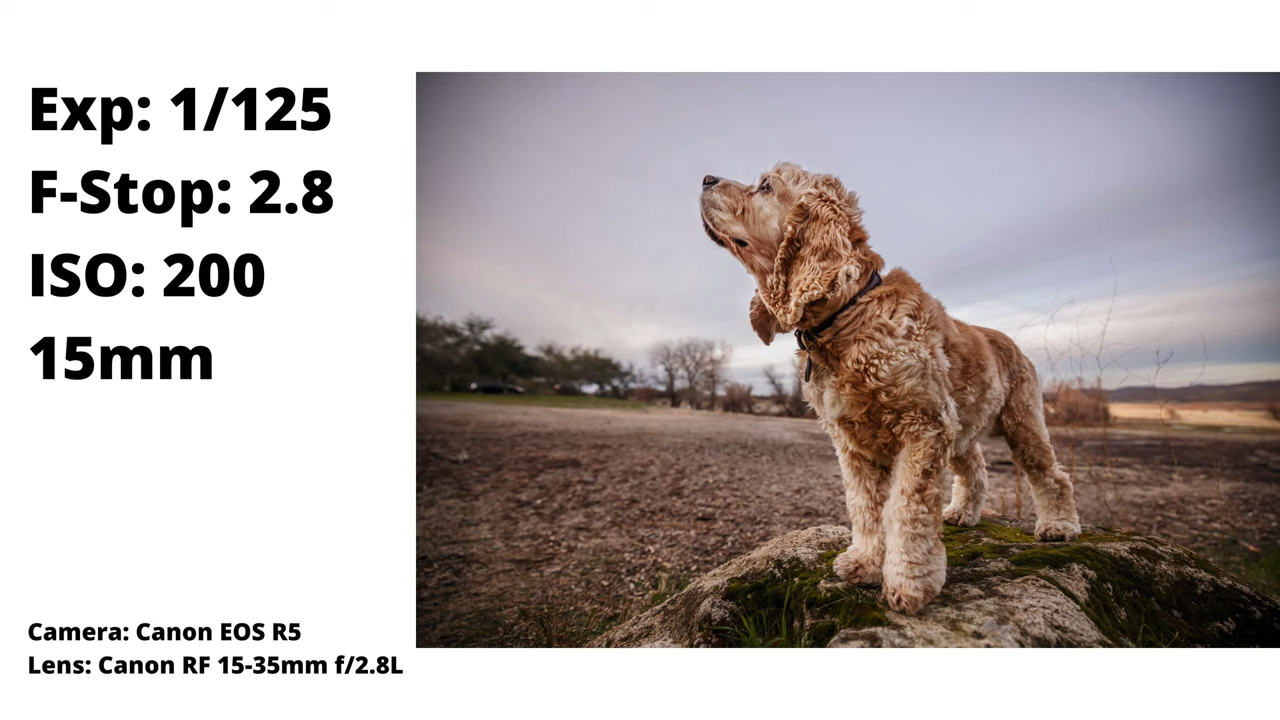 Exp: 1/125
F-Stop: 2.8
ISO: 200
15mm
Camera: Canon EOS R5
Lens: Canon RF 15-35mm f/2.8L